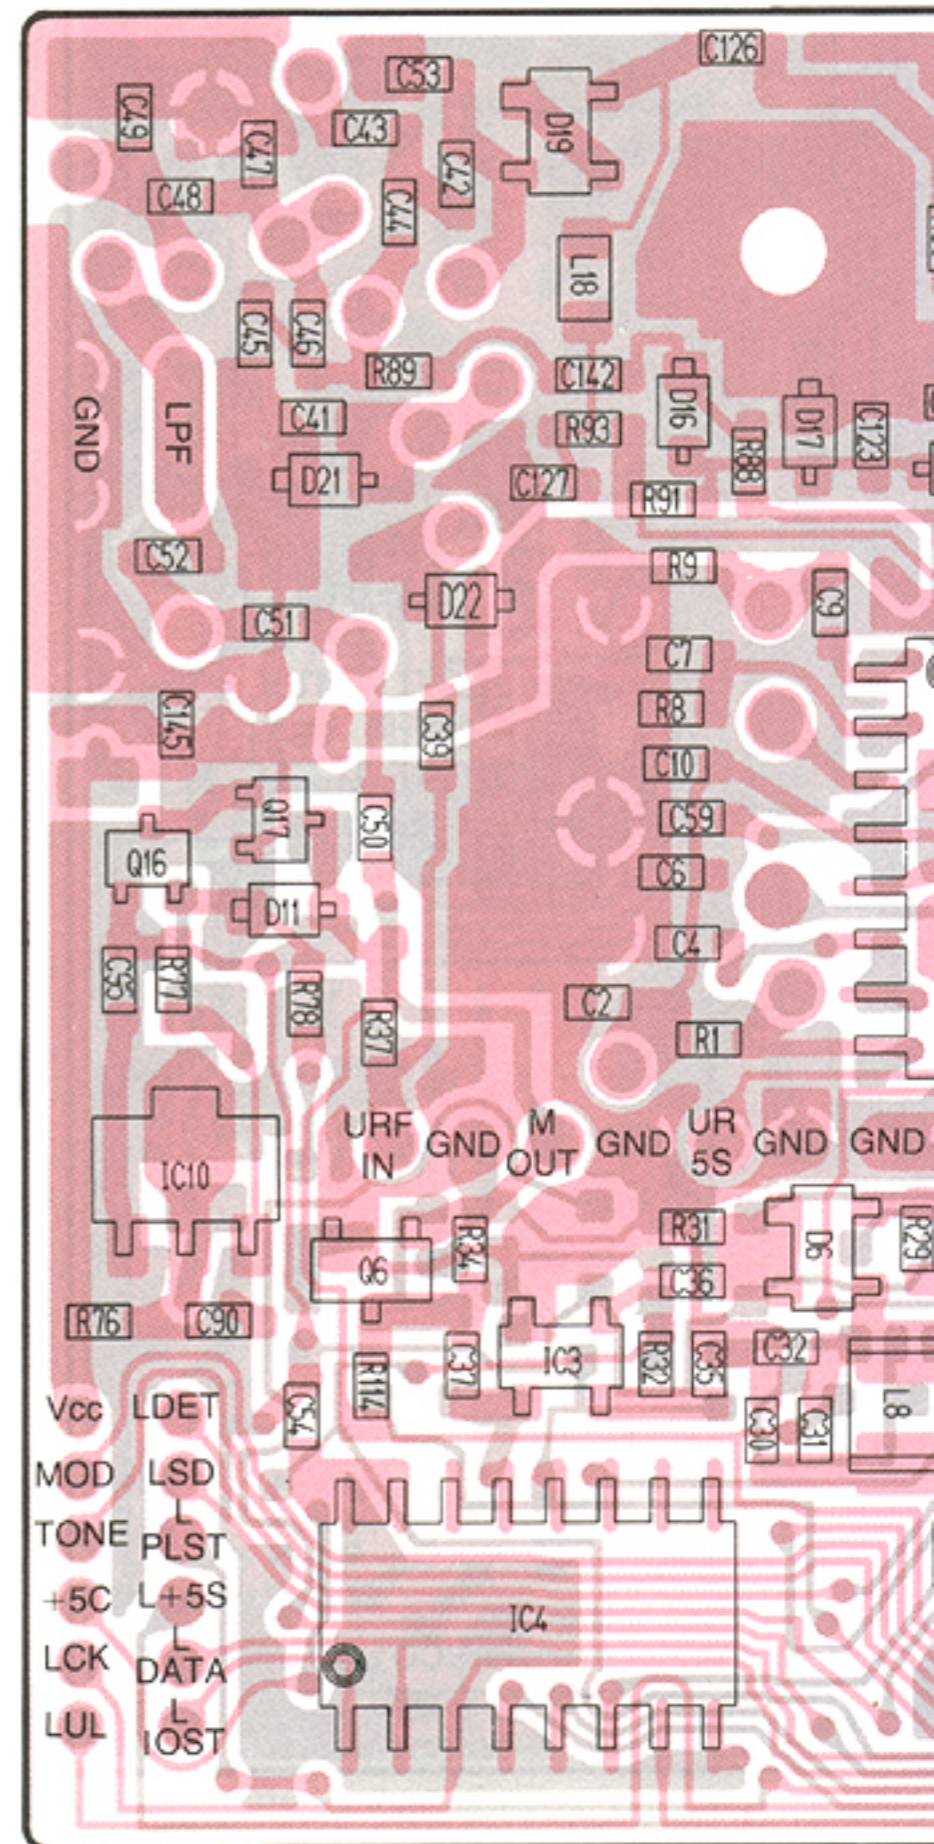 C126
C53
C49
C47
C43
D19
C42
C48
C44
L18
C45
C46
R89
C142
D16
D17
GND
LPF
C41
R93
R88
C123
D21
C127
R91
C52
R9
D22
C9
C51
C7
C145
C39
R8
C10
Q17
C50
C59
Q16
C6
D11
C4
R77
R78
C2
R37
R1
URF IN
GND
M OUT
GND
UR 5S
GND
GND
IC10
R34
R31
D6
R29
Q6
C36
R76
C90
C37
IC3
R32
C35
C32
R114
C54
L8
C30
C31
Vcc
LDET
MOD
LSD
TONE
L PLST
+5C
L+5S
IC4
LCK
L DATA
LUL
L IOST